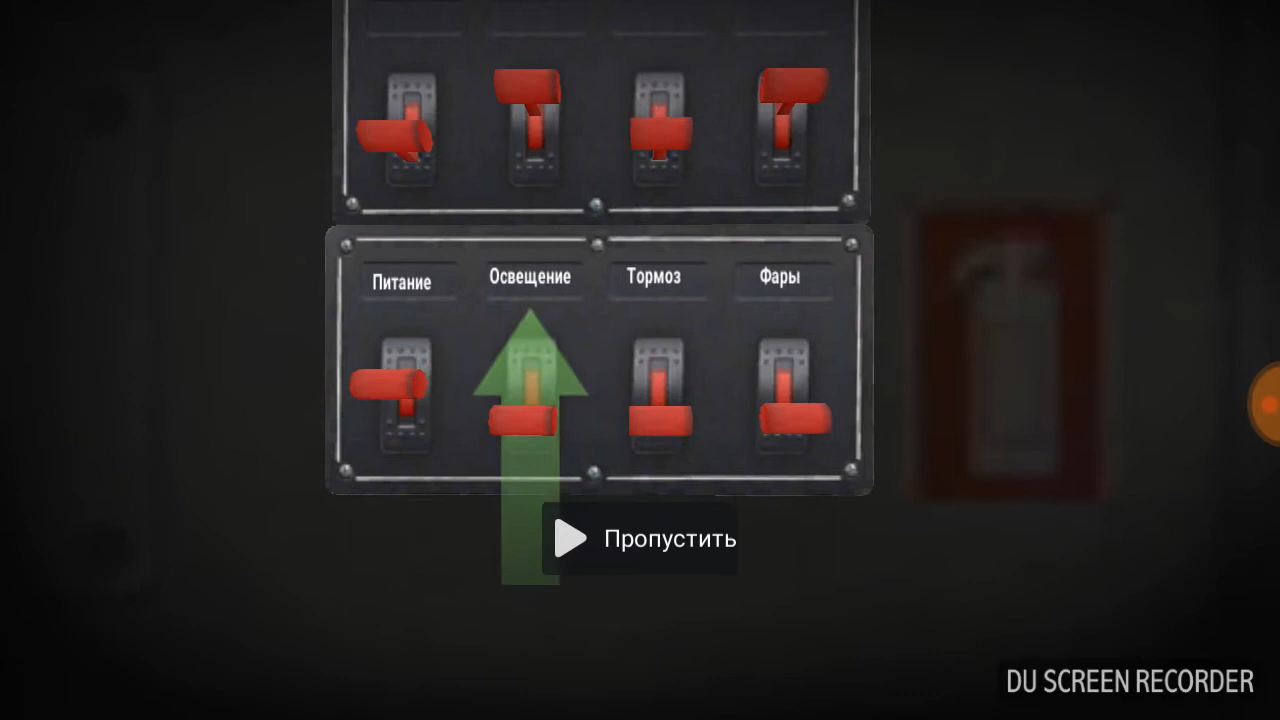 Питание Освещение Тормоз Фары
Пропустить
DU SCREEN RECORDER